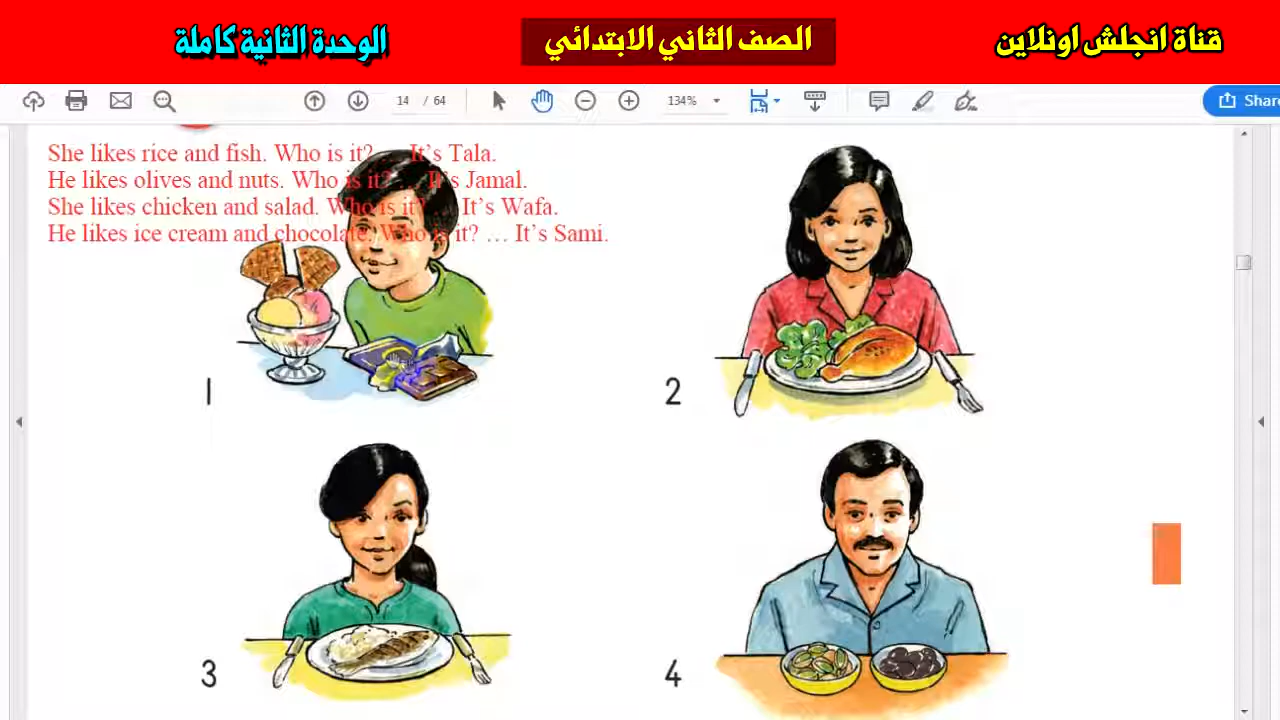 قناة انجلش اونلاين
الصف الثاني الابتدائي
الوحدة الثانية كاملة
14 / 64
134%
Share
She likes rice and fish. Who is it? … It's Tala.
He likes olives and nuts. Who is it? … It's Jamal.
She likes chicken and salad. Who is it? … It's Wafa.
He likes ice cream and chocolate. Who is it? … It's Sami.
1
2
3
4